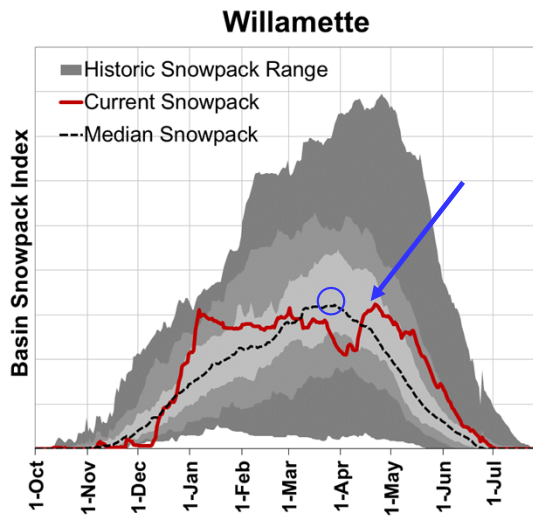 Willamette
Historic Snowpack Range
Current Snowpack
Median Snowpack
Basin Snowpack Index
1-Oct
1-Nov
1-Dec
1-Jan
1-Feb
1-Mar
1-Apr
1-May
1-Jun
1-Jul